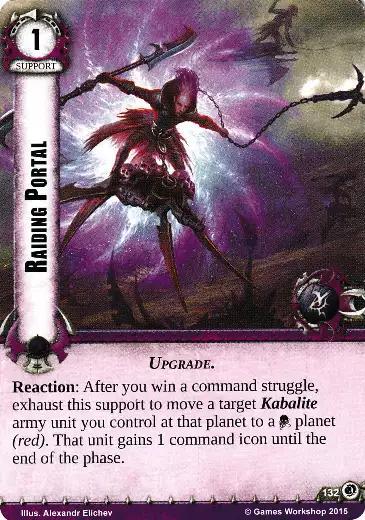 1
SUPPORT
RAIDING PORTAL
UPGRADE.
Reaction: After you win a command struggle,
exhaust this support to move a target Kabalite
army unit you control at that planet to a planet
(red). That unit gains 1 command icon until the
end of the phase.
132
Illus. Alexandr Elichev
© Games Workshop 2015